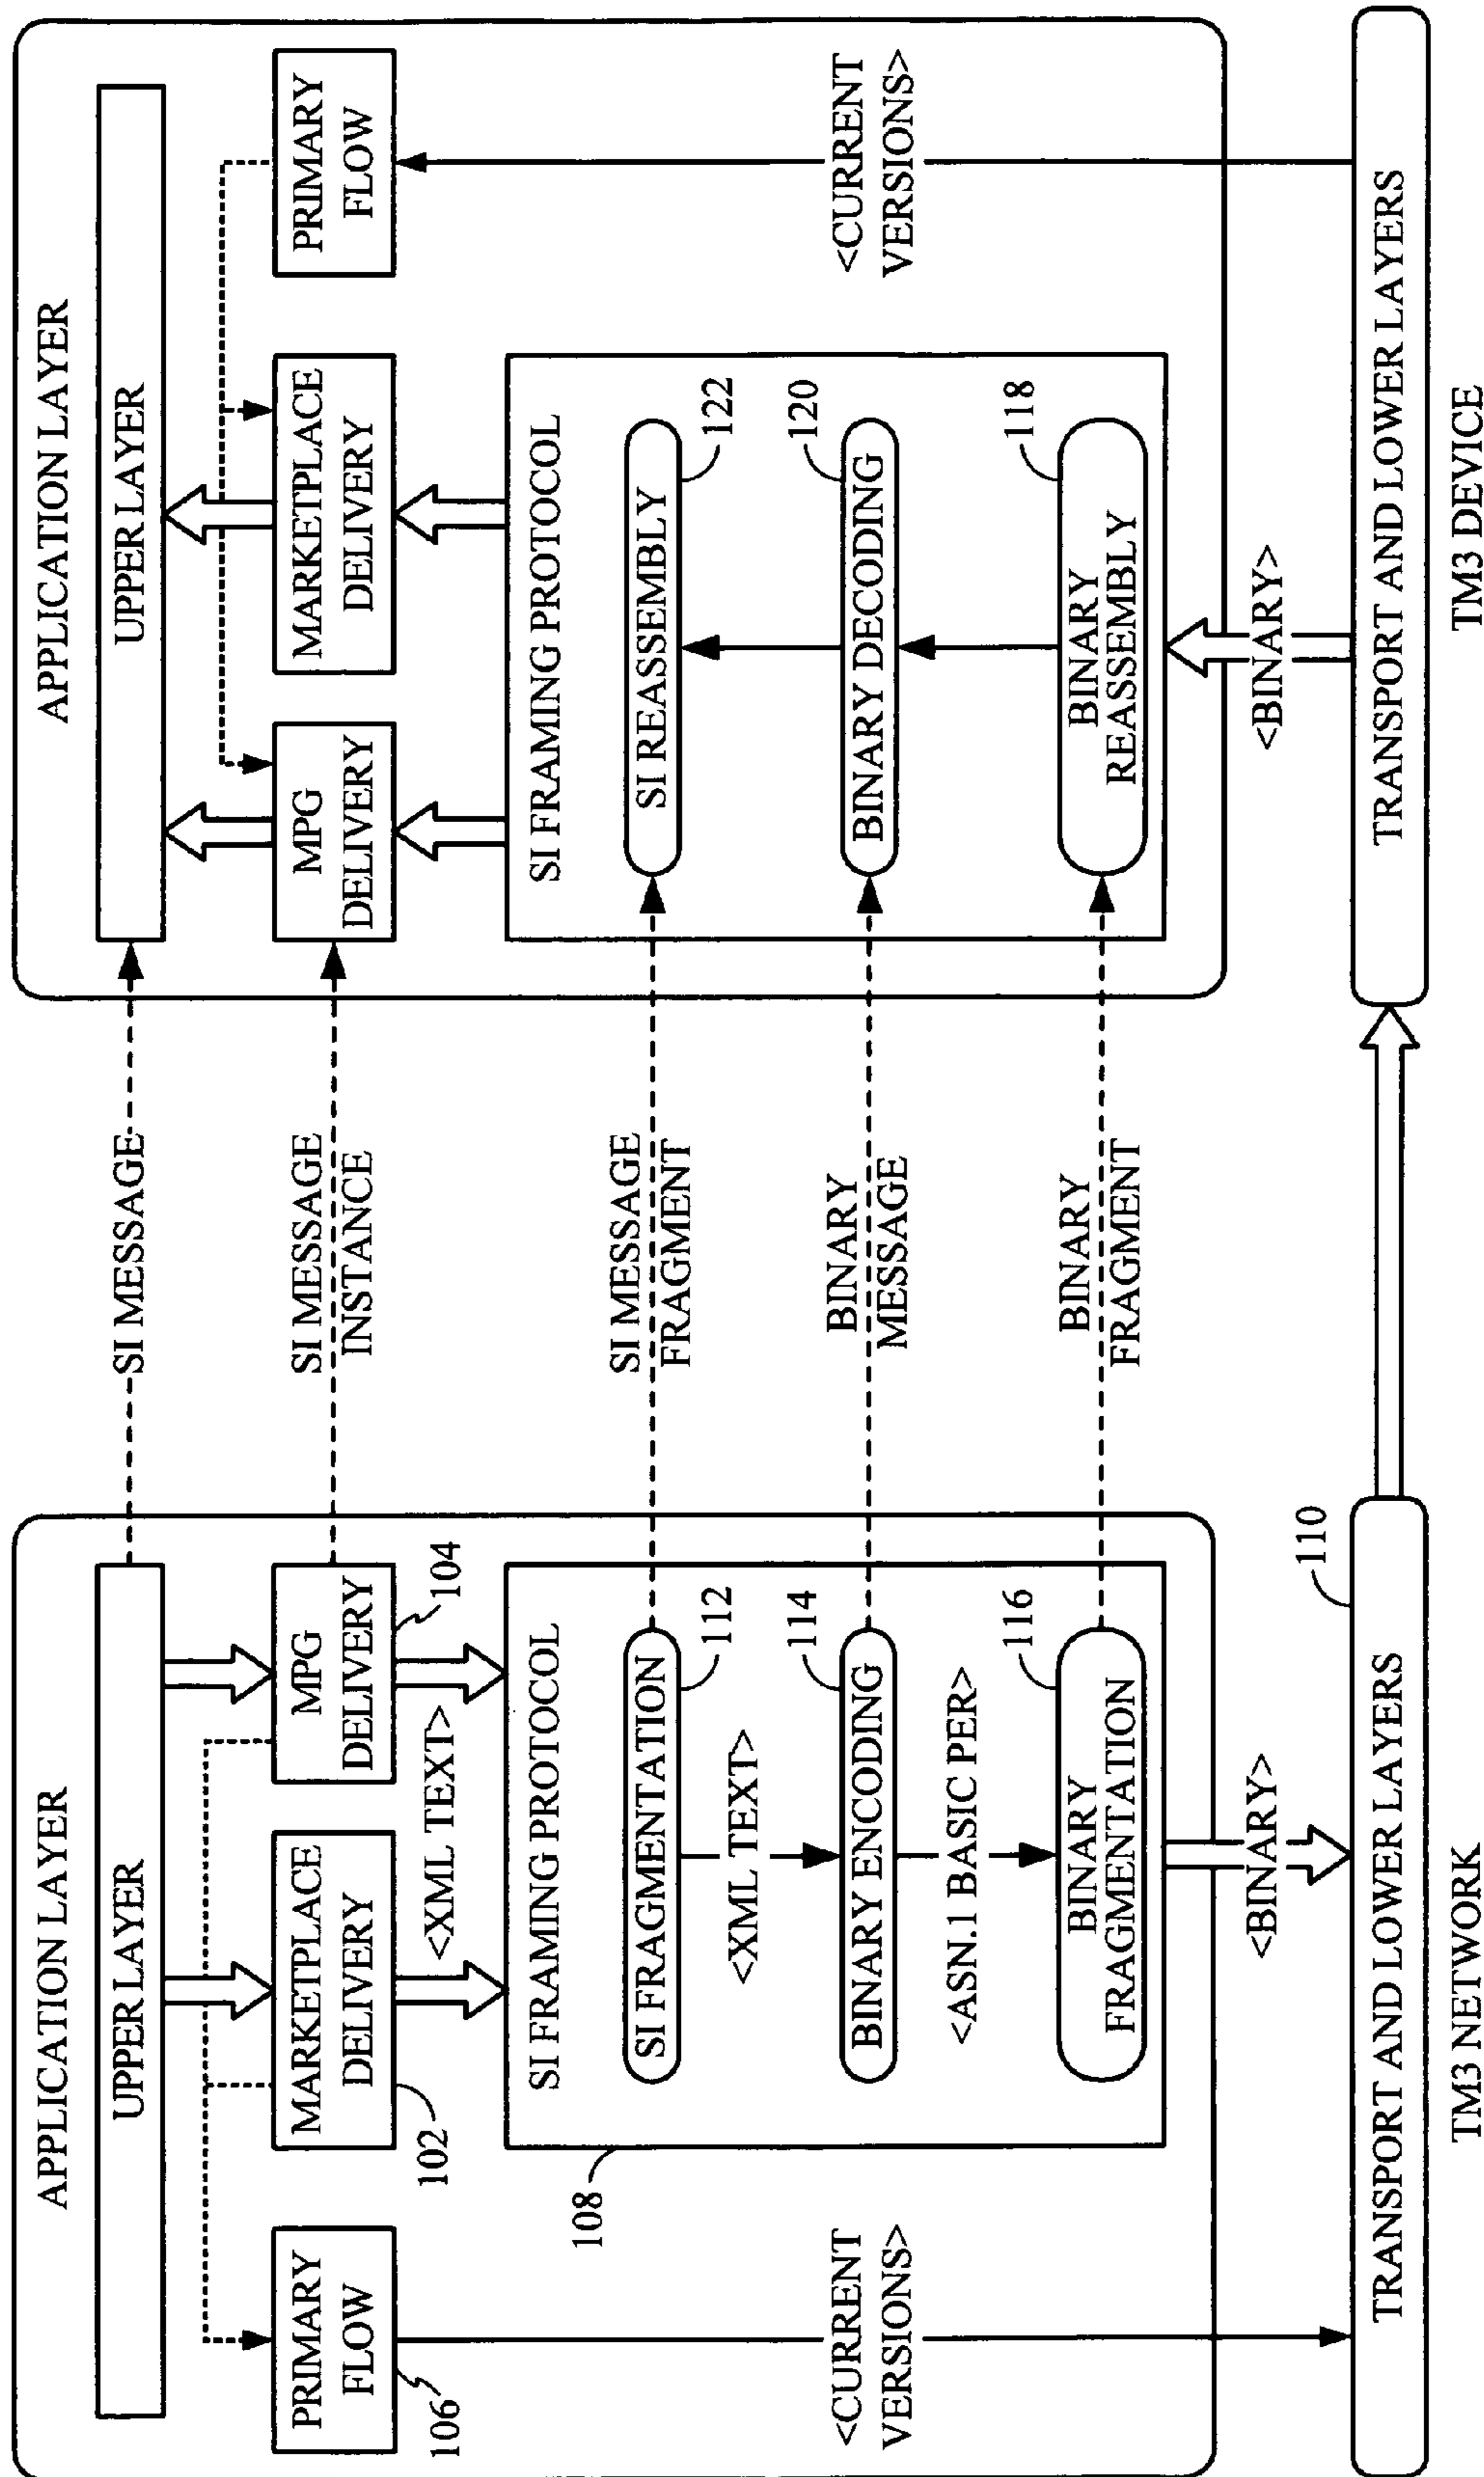 APPLICATION LAYER
UPPER LAYER
PRIMARY
FLOW
106
MARKETPLACE
DELIVERY
102
MPG
DELIVERY
104
<XML TEXT>
SI FRAMING PROTOCOL
108
SI FRAGMENTATION
112
<XML TEXT>
BINARY ENCODING
114
<ASN.1 BASIC PER>
BINARY
FRAGMENTATION
116
<CURRENT
VERSIONS>
<BINARY>
TRANSPORT AND LOWER LAYERS
110
TM3 NETWORK
SI MESSAGE
SI MESSAGE
INSTANCE
SI MESSAGE
FRAGMENT
BINARY
MESSAGE
BINARY
FRAGMENT
APPLICATION LAYER
UPPER LAYER
MPG
DELIVERY
MARKETPLACE
DELIVERY
PRIMARY
FLOW
SI FRAMING PROTOCOL
SI REASSEMBLY
122
BINARY DECODING
120
BINARY
REASSEMBLY
118
<CURRENT
VERSIONS>
<BINARY>
TRANSPORT AND LOWER LAYERS
TM3 DEVICE